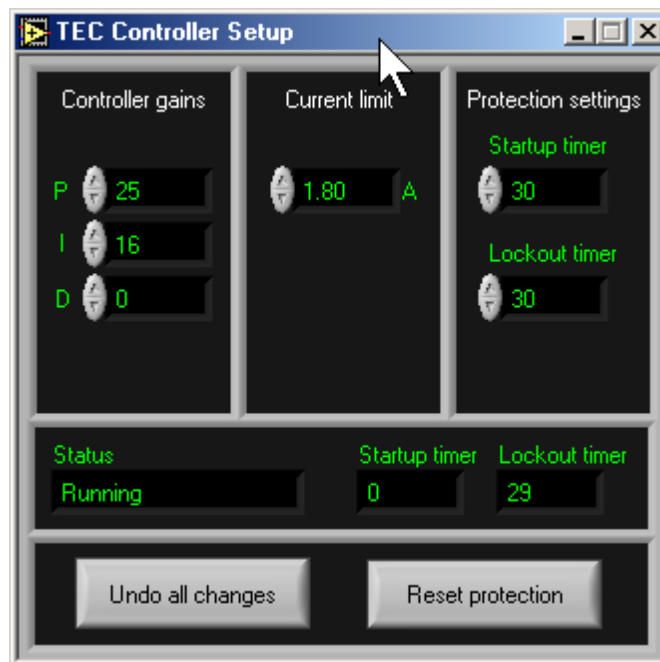 TEC Controller Setup
Controller gains
P 25
I 16
D 0
Current limit
1.80 A
Protection settings
Startup timer
30
Lockout timer
30
Status
Running
Startup timer
0
Lockout timer
29
Undo all changes
Reset protection